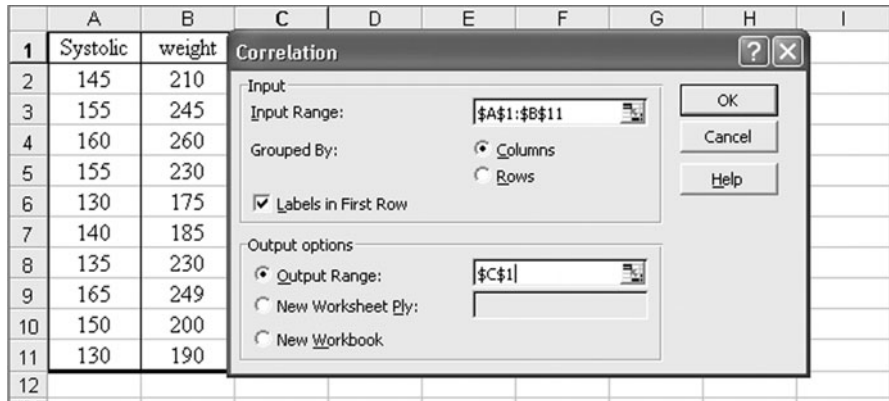 A B C D E F G H I
1 Systolic weight
2 145 210
3 155 245
4 160 260
5 155 230
6 130 175
7 140 185
8 135 230
9 165 249
10 150 200
11 130 190
12
Correlation
Input
Input Range: $A$1:$B$11
Grouped By: Columns
Rows
Labels in First Row
Output options
Output Range: $C$1
New Worksheet Ply:
New Workbook
OK
Cancel
Help